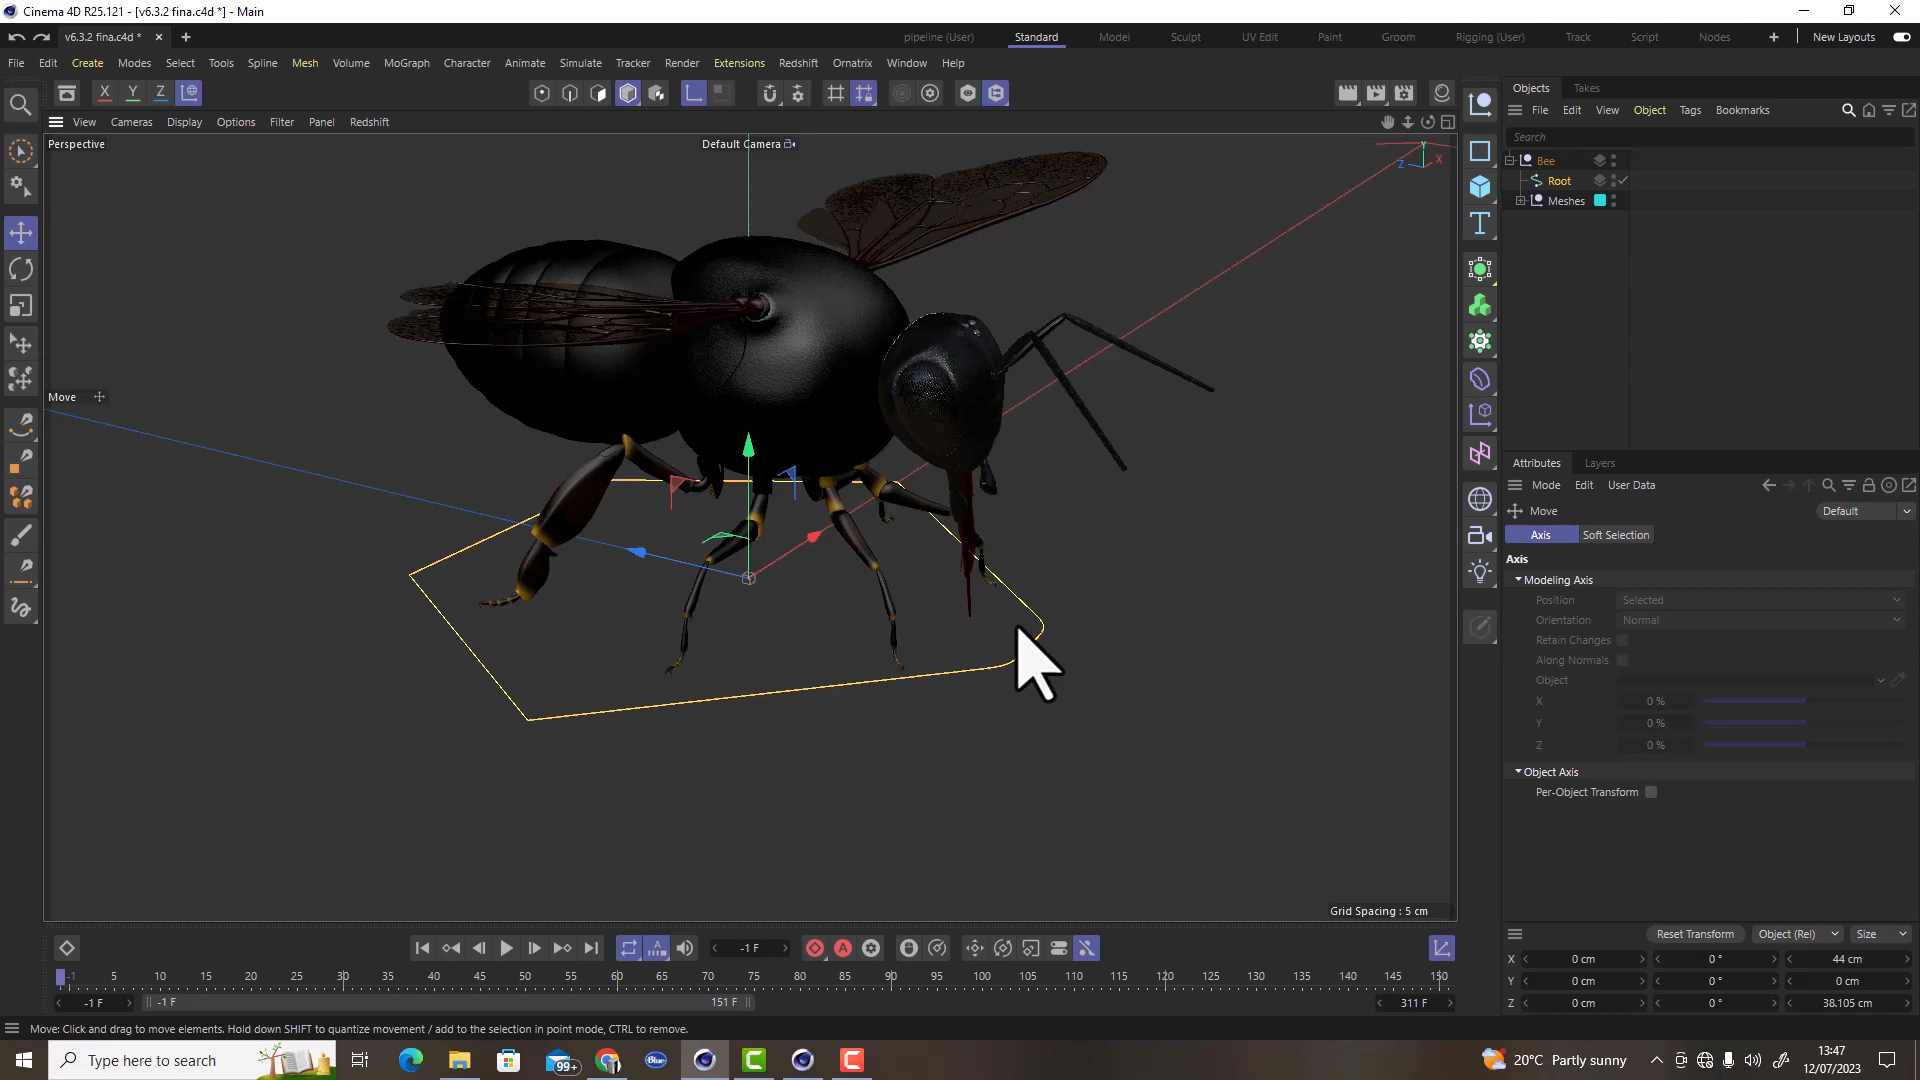 Cinema 4D R25.121 - [v6.3.2 fina.c4d *] - Main
v6.3.2 fina.c4d *
pipeline (User)
Standard
Model
Sculpt
UV Edit
Paint
Groom
Rigging (User)
Track
Script
Nodes
New Layouts
File Edit Create Modes Select Tools Spline Mesh Volume MoGraph Character Animate Simulate Tracker Render Extensions Redshift Ornatrix Window Help
X Y Z
Objects Takes
View Cameras Display Options Filter Panel Redshift
File Edit View Object Tags Bookmarks
Search
Perspective
Default Camera
Y
Z X
Bee
Root
Meshes
Move
Attributes Layers
Mode Edit User Data
Move
Default
Axis
Soft Selection
Axis
Modeling Axis
Position Selected
Orientation Normal
Retain Changes
Along Normals
Object
X 0 %
Y 0 %
Z 0 %
Object Axis
Per-Object Transform
Grid Spacing : 5 cm
-1 F
Reset Transform
Object (Rel)
Size
-1 5 10 15 20 25 30 35 40 45 50 55 60 65 70 75 80 85 90 95 100 105 110 115 120 125 130 135 140 145 150
X 0 cm 0 ° 44 cm
Y 0 cm 0 ° 0 cm
Z 0 cm 0 ° 38.105 cm
-1 F
-1 F
151 F
311 F
Move: Click and drag to move elements. Hold down SHIFT to quantize movement / add to the selection in point mode, CTRL to remove.
Type here to search
99+
Blue
20°C Partly sunny
13:47
12/07/2023